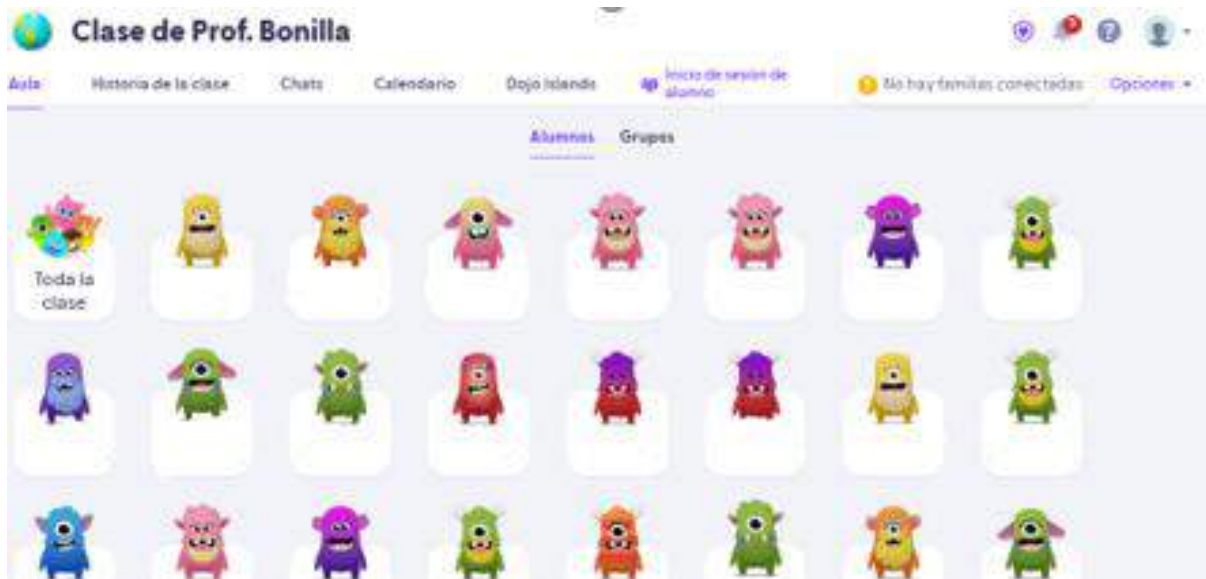 Clase de Prof. Bonilla
3
Aula Historia de la clase Chats Calendario Dojo Islands Inicio de sesión de
alumno No hay familias conectadas Opciones
Alumnos Grupos
Toda la
clase